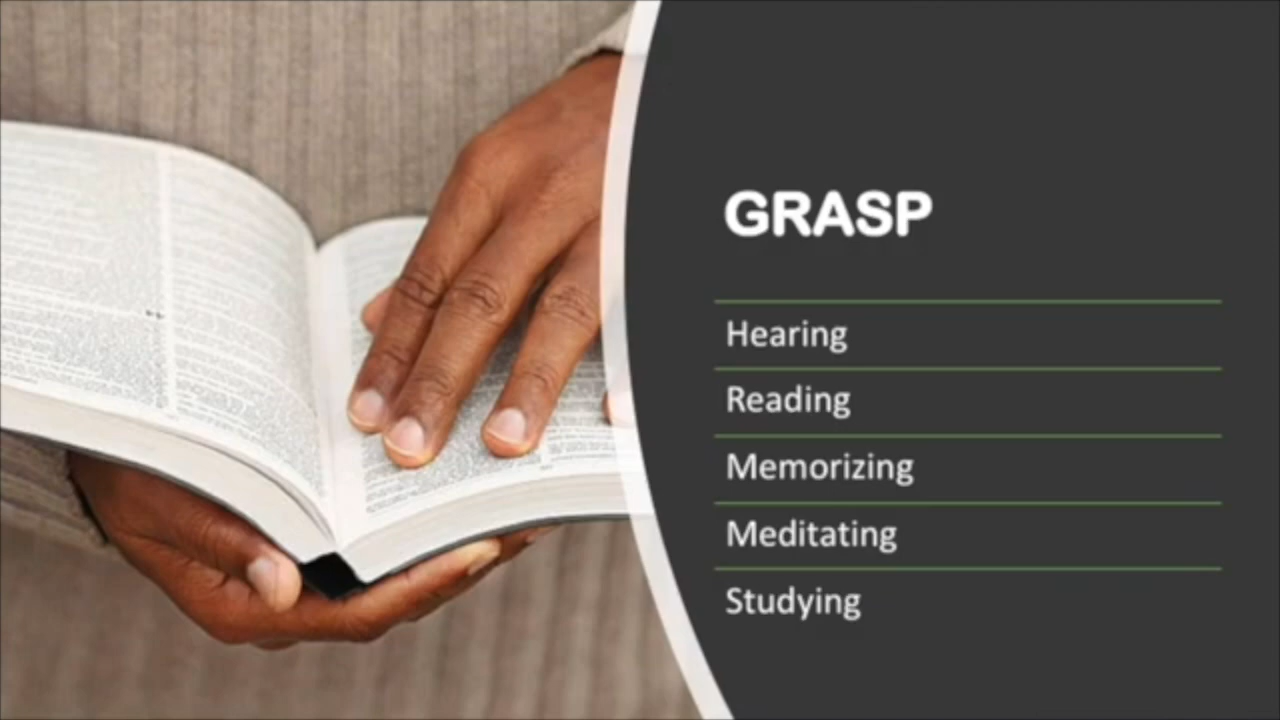 GRASP
Hearing
Reading
Memorizing
Meditating
Studying